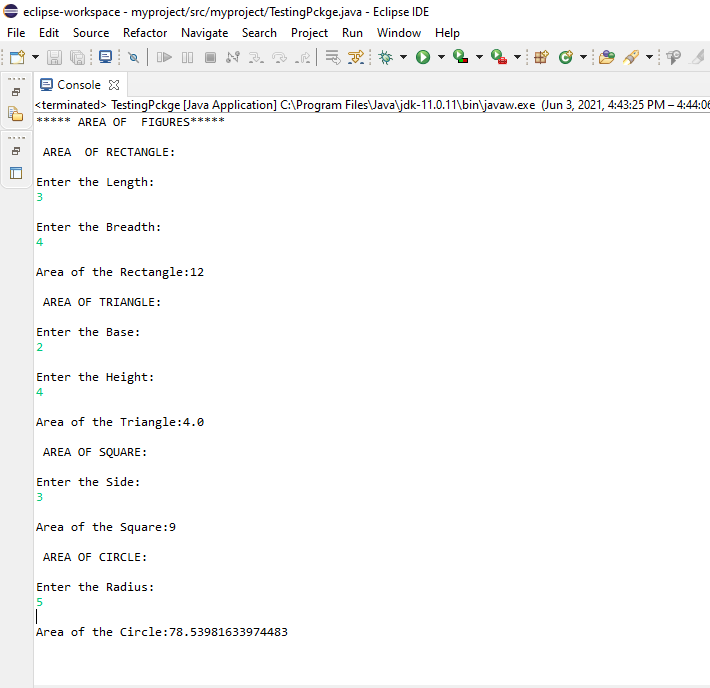 eclipse-workspace - myproject/src/myproject/TestingPckge.java - Eclipse IDE
File Edit Source Refactor Navigate Search Project Run Window Help
Console
<terminated> TestingPckge [Java Application] C:\Program Files\Java\jdk-11.0.11\bin\javaw.exe (Jun 3, 2021, 4:43:25 PM – 4:44:06
***** AREA OF  FIGURES*****
AREA  OF RECTANGLE:
Enter the Length:
3
Enter the Breadth:
4
Area of the Rectangle:12
AREA OF TRIANGLE:
Enter the Base:
2
Enter the Height:
4
Area of the Triangle:4.0
AREA OF SQUARE:
Enter the Side:
3
Area of the Square:9
AREA OF CIRCLE:
Enter the Radius:
5
Area of the Circle:78.53981633974483